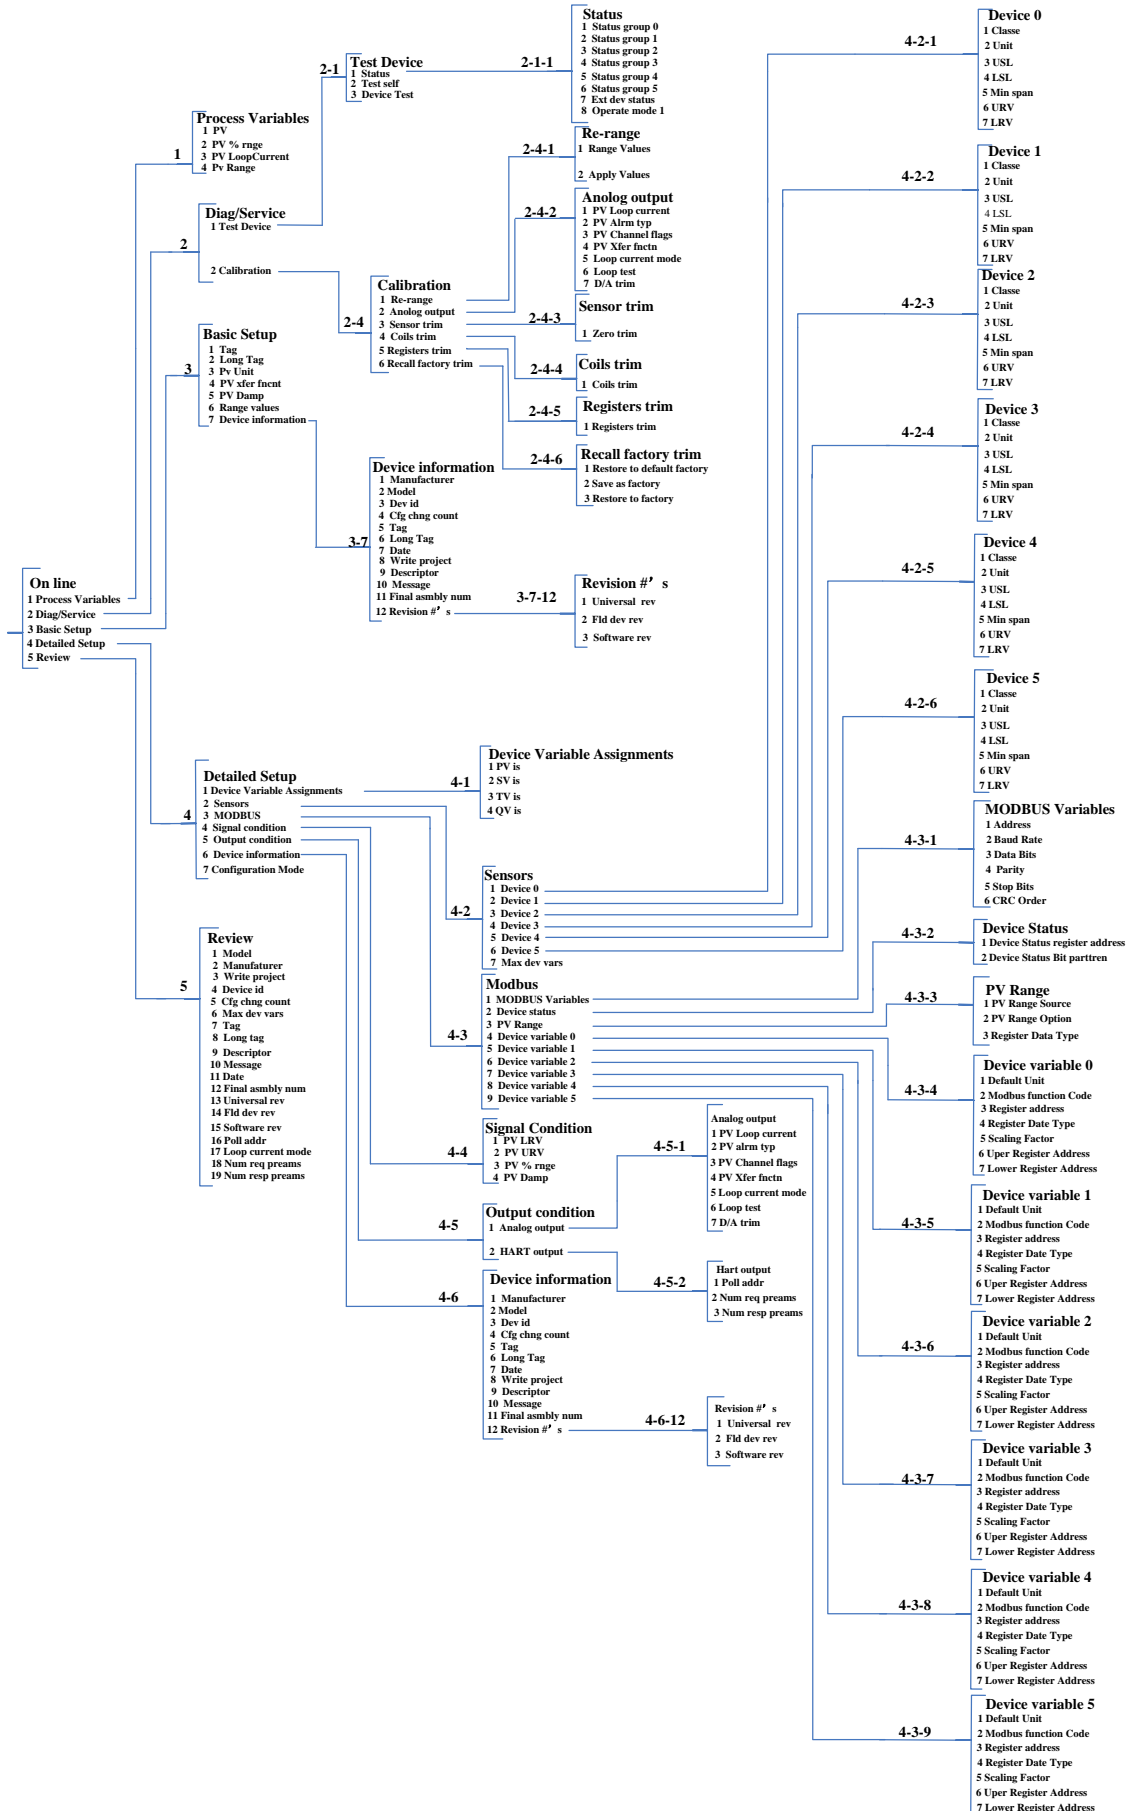 On line
1 Process Variables
2 Diag/Service
3 Basic Setup
4 Detailed Setup
5 Review
1
Process Variables
1 PV
2 PV % rnge
3 PV LoopCurrent
4 Pv Range
2
Diag/Service
1 Test Device
2 Calibration
2-1
Test Device
1 Status
2 Test self
3 Device Test
2-1-1
Status
1 Status group 0
2 Status group 1
3 Status group 2
4 Status group 3
5 Status group 4
6 Status group 5
7 Ext dev status
8 Operate mode 1
2-4
Calibration
1 Re-range
2 Analog output
3 Sensor trim
4 Coils trim
5 Registers trim
6 Recall factory trim
2-4-1
Re-range
1 Range Values
2 Apply Values
2-4-2
Anolog output
1 PV Loop current
2 PV Alrm typ
3 PV Channel flags
4 PV Xfer fnctn
5 Loop current mode
6 Loop test
7 D/A trim
2-4-3
Sensor trim
1 Zero trim
2-4-4
Coils trim
1 Coils trim
2-4-5
Registers trim
1 Registers trim
2-4-6
Recall factory trim
1 Restore to default factory
2 Save as factory
3 Restore to factory
3
Basic Setup
1 Tag
2 Long Tag
3 Pv Unit
4 PV xfer fncnt
5 PV Damp
6 Range values
7 Device information
3-7
Device information
1 Manufacturer
2 Model
3 Dev id
4 Cfg chng count
5 Tag
6 Long Tag
7 Date
8 Write project
9 Descriptor
10 Message
11 Final asmbly num
12 Revision #' s
3-7-12
Revision #' s
1 Universal rev
2 Fld dev rev
3 Software rev
4
Detailed Setup
1 Device Variable Assignments
2 Sensors
3 MODBUS
4 Signal condition
5 Output condition
6 Device information
7 Configuration Mode
4-1
Device Variable Assignments
1 PV is
2 SV is
3 TV is
4 QV is
4-2
Sensors
1 Device 0
2 Device 1
3 Device 2
4 Device 3
5 Device 4
6 Device 5
7 Max dev vars
4-2-1
Device 0
1 Classe
2 Unit
3 USL
4 LSL
5 Min span
6 URV
7 LRV
4-2-2
Device 1
1 Classe
2 Unit
3 USL
4 LSL
5 Min span
6 URV
7 LRV
4-2-3
Device 2
1 Classe
2 Unit
3 USL
4 LSL
5 Min span
6 URV
7 LRV
4-2-4
Device 3
1 Classe
2 Unit
3 USL
4 LSL
5 Min span
6 URV
7 LRV
4-2-5
Device 4
1 Classe
2 Unit
3 USL
4 LSL
5 Min span
6 URV
7 LRV
4-2-6
Device 5
1 Classe
2 Unit
3 USL
4 LSL
5 Min span
6 URV
7 LRV
4-3
Modbus
1 MODBUS Variables
2 Device status
3 PV Range
4 Device variable 0
5 Device variable 1
6 Device variable 2
7 Device variable 3
8 Device variable 4
9 Device variable 5
4-3-1
MODBUS Variables
1 Address
2 Baud Rate
3 Data Bits
4 Parity
5 Stop Bits
6 CRC Order
4-3-2
Device Status
1 Device Status register address
2 Device Status Bit parttren
4-3-3
PV Range
1 PV Range Source
2 PV Range Option
3 Register Data Type
4-3-4
Device variable 0
1 Default Unit
2 Modbus function Code
3 Register address
4 Register Date Type
5 Scaling Factor
6 Uper Register Address
7 Lower Register Address
4-3-5
Device variable 1
1 Default Unit
2 Modbus function Code
3 Register address
4 Register Date Type
5 Scaling Factor
6 Uper Register Address
7 Lower Register Address
4-3-6
Device variable 2
1 Default Unit
2 Modbus function Code
3 Register address
4 Register Date Type
5 Scaling Factor
6 Uper Register Address
7 Lower Register Address
4-3-7
Device variable 3
1 Default Unit
2 Modbus function Code
3 Register address
4 Register Date Type
5 Scaling Factor
6 Uper Register Address
7 Lower Register Address
4-3-8
Device variable 4
1 Default Unit
2 Modbus function Code
3 Register address
4 Register Date Type
5 Scaling Factor
6 Uper Register Address
7 Lower Register Address
4-3-9
Device variable 5
1 Default Unit
2 Modbus function Code
3 Register address
4 Register Date Type
5 Scaling Factor
6 Uper Register Address
7 Lower Register Address
4-4
Signal Condition
1 PV LRV
2 PV URV
3 PV % rnge
4 PV Damp
4-5
Output condition
1 Analog output
2 HART output
4-5-1
Analog output
1 PV Loop current
2 PV alrm typ
3 PV Channel flags
4 PV Xfer fnctn
5 Loop current mode
6 Loop test
7 D/A trim
4-5-2
Hart output
1 Poll addr
2 Num req preams
3 Num resp preams
4-6
Device information
1 Manufacturer
2 Model
3 Dev id
4 Cfg chng count
5 Tag
6 Long Tag
7 Date
8 Write project
9 Descriptor
10 Message
11 Final asmbly num
12 Revision #' s
4-6-12
Revision #' s
1 Universal rev
2 Fld dev rev
3 Software rev
5
Review
1 Model
2 Manufaturer
3 Write project
4 Device id
5 Cfg chng count
6 Max dev vars
7 Tag
8 Long tag
9 Descriptor
10 Message
11 Date
12 Final asmbly num
13 Universal rev
14 Fld dev rev
15 Software rev
16 Poll addr
17 Loop current mode
18 Num req preams
19 Num resp preams